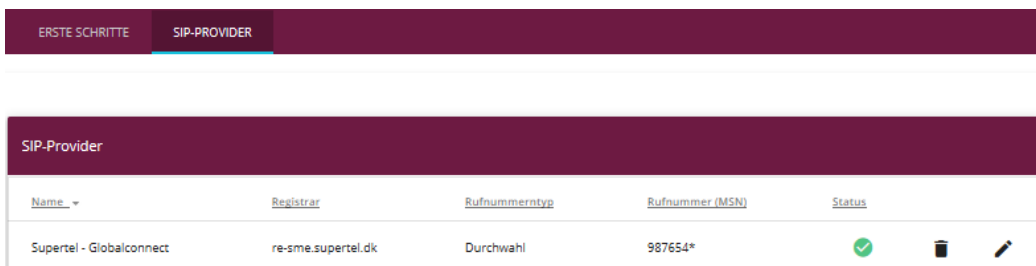 ERSTE SCHRITTE SIP-PROVIDER
SIP-Provider
Name Registrar Rufnummerntyp Rufnummer (MSN) Status
Supertel - Globalconnect re-sme.supertel.dk Durchwahl 987654*